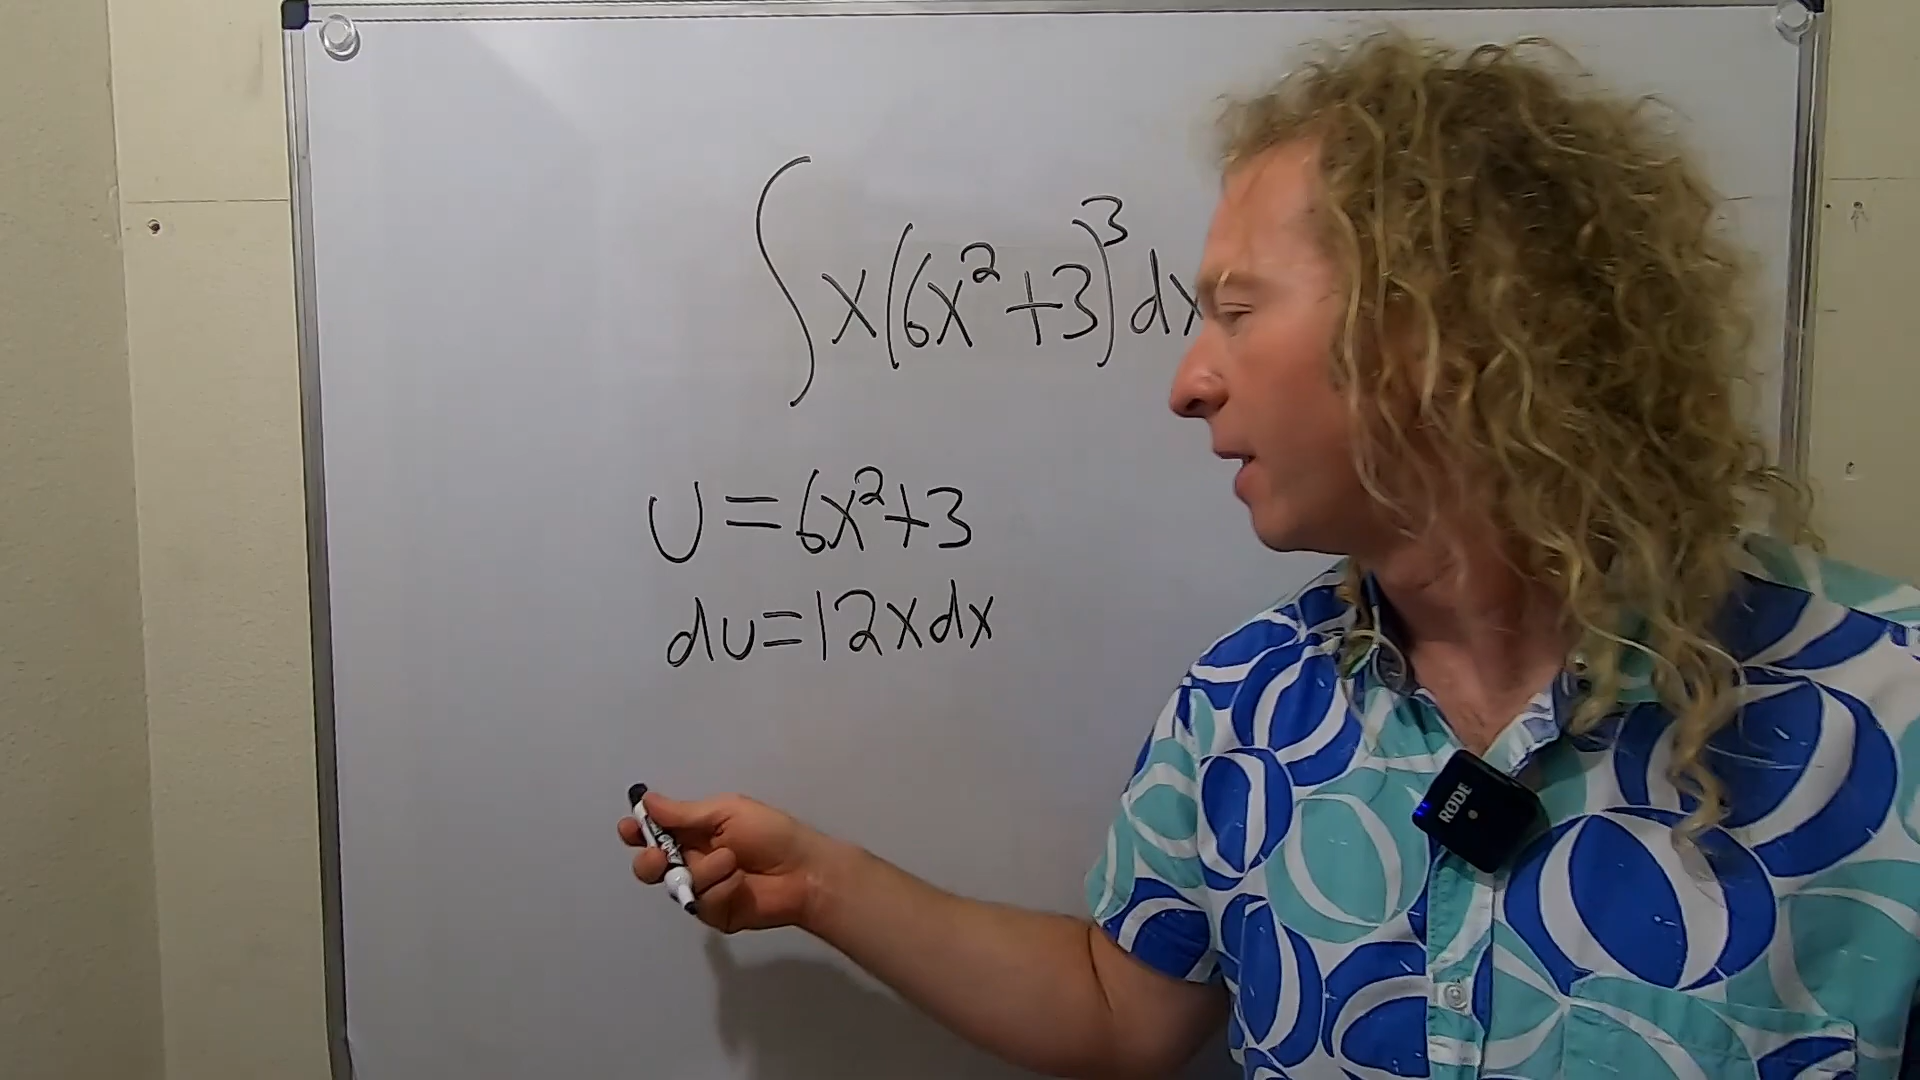 ∫x(6x²+3)³dx
U=6x²+3
du=12xdx
RODE